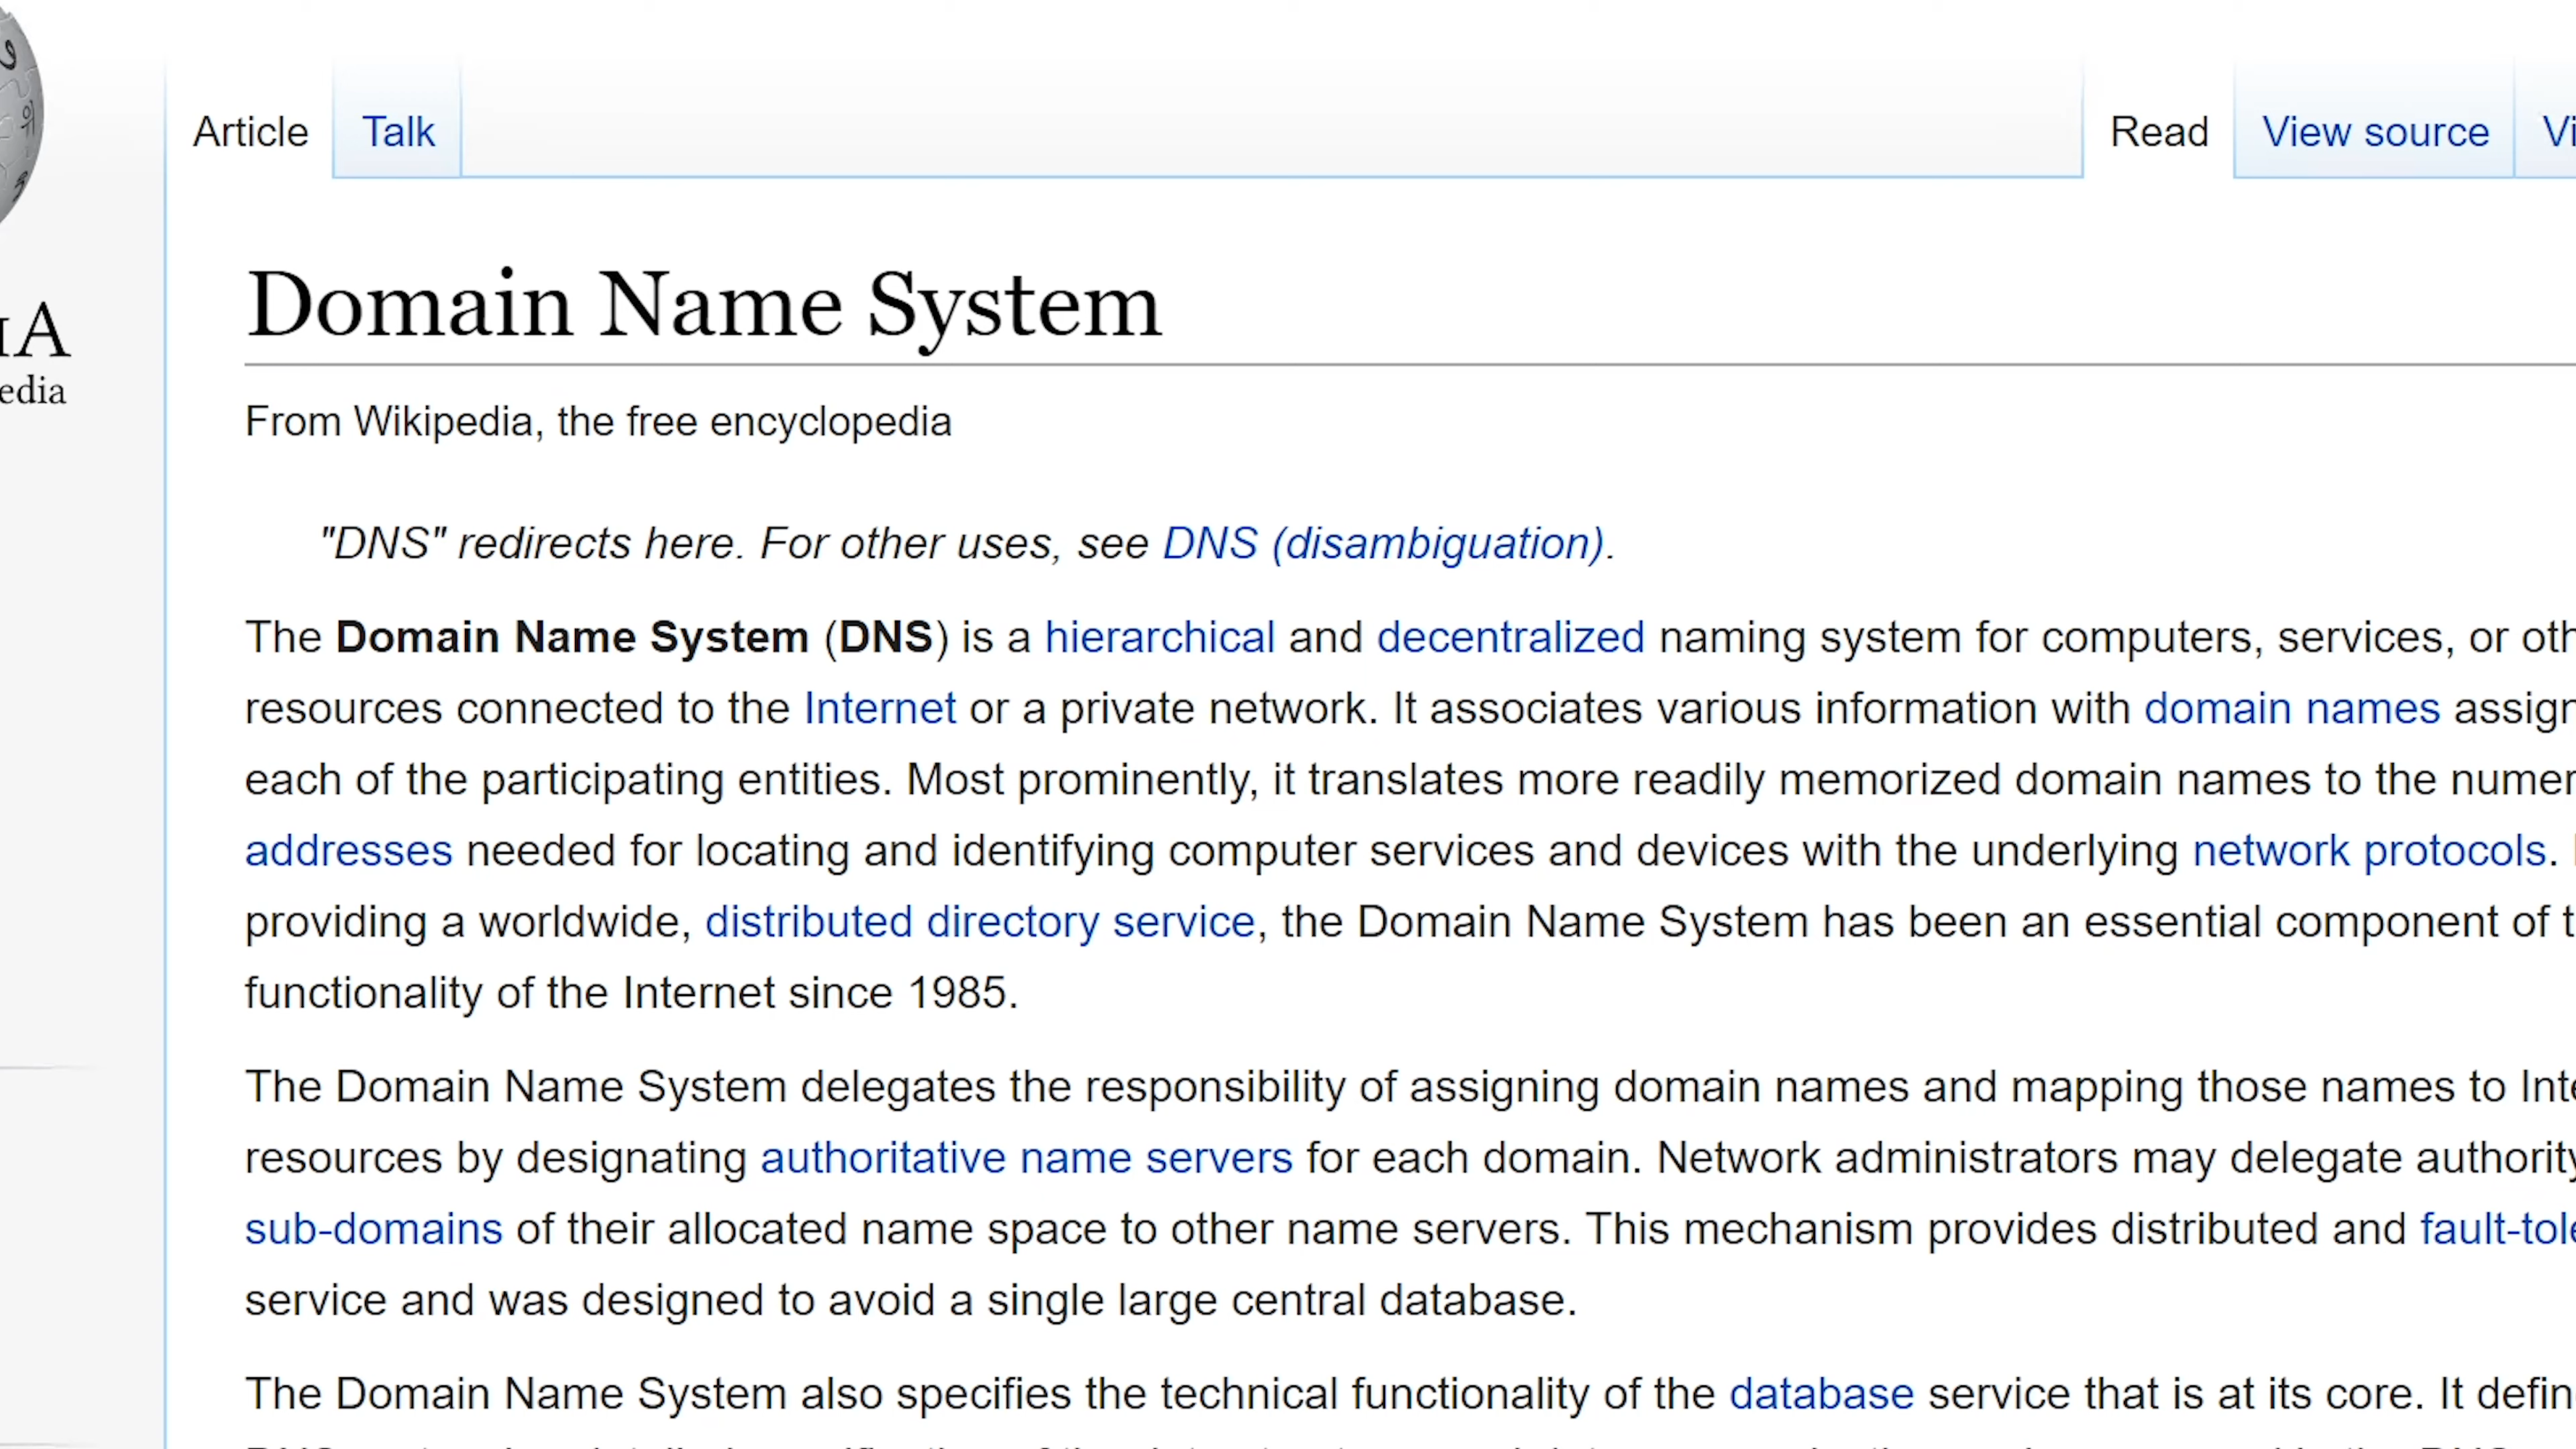 Article Talk Read View source
Domain Name System
From Wikipedia, the free encyclopedia
"DNS" redirects here. For other uses, see DNS (disambiguation).
The Domain Name System (DNS) is a hierarchical and decentralized naming system for computers, services, or
resources connected to the Internet or a private network. It associates various information with domain names
each of the participating entities. Most prominently, it translates more readily memorized domain names to the
addresses needed for locating and identifying computer services and devices with the underlying network protocols.
providing a worldwide, distributed directory service, the Domain Name System has been an essential component of
functionality of the Internet since 1985.
The Domain Name System delegates the responsibility of assigning domain names and mapping those names to
resources by designating authoritative name servers for each domain. Network administrators may delegate authority
sub-domains of their allocated name space to other name servers. This mechanism provides distributed and
service and was designed to avoid a single large central database.
The Domain Name System also specifies the technical functionality of the database service that is at its core. It